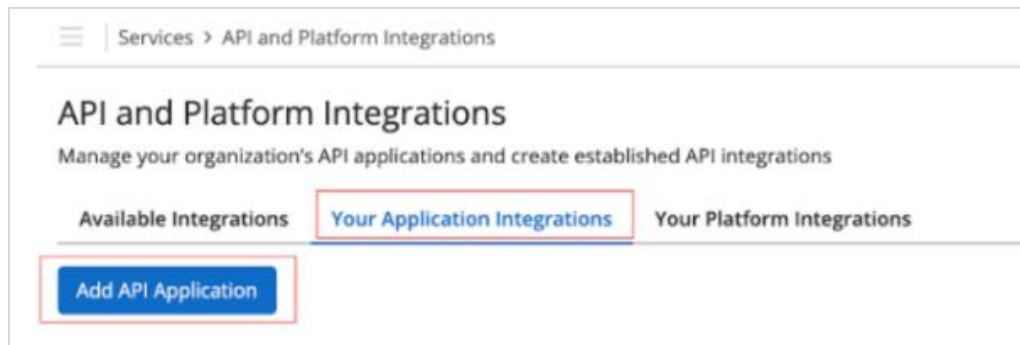 Services > API and Platform Integrations
API and Platform Integrations
Manage your organization's API applications and create established API integrations
Available Integrations Your Application Integrations Your Platform Integrations
Add API Application